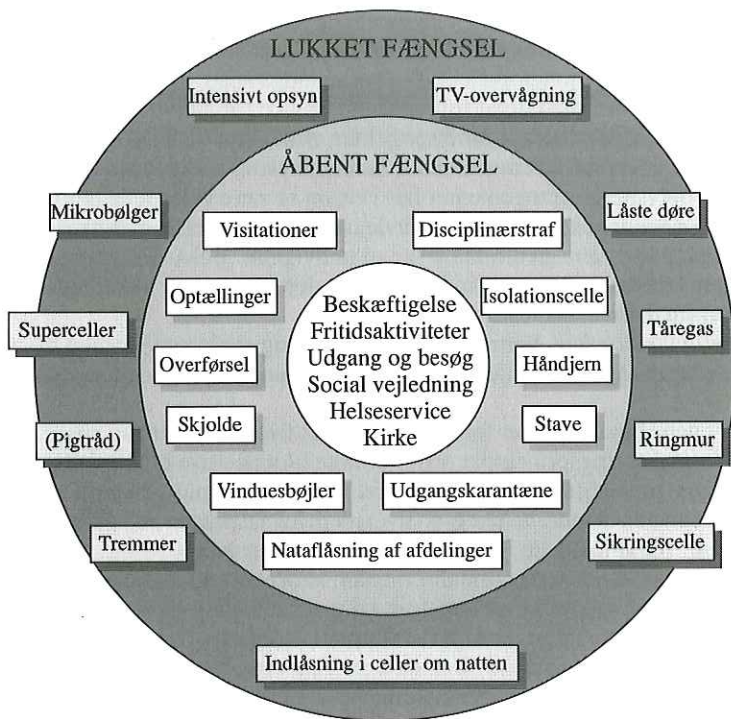 LUKKET FÆNGSEL
Intensivt opsyn
TV-overvågning
ÅBENT FÆNGSEL
Mikrobølger
Låste døre
Visitationer
Disciplinærstraf
Optællinger
Isolationscelle
Beskæftigelse
Fritidsaktiviteter
Udgang og besøg
Social vejledning
Helseservice
Kirke
Superceller
Tåregas
Overførsel
Håndjern
Skjolde
Stave
(Pigtråd)
Ringmur
Vinduesbøjler
Udgangskarantæne
Tremmer
Sikringscelle
Nataflåsning af afdelinger
Indlåsning i celler om natten